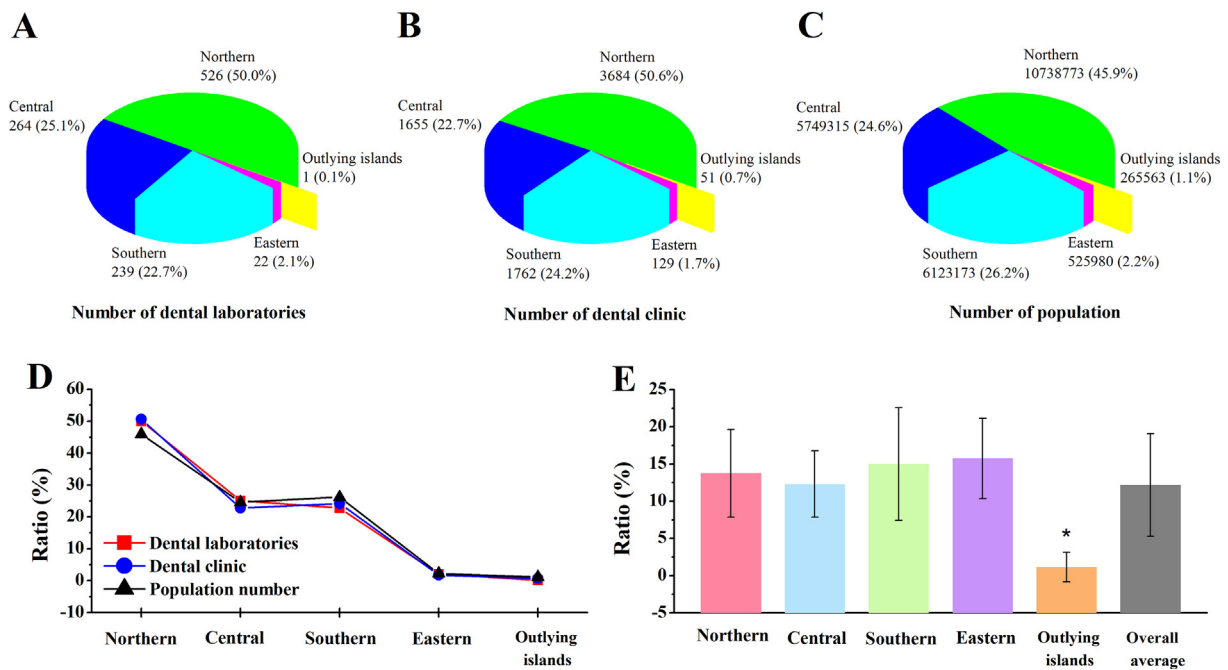 A
Northern
526 (50.0%)
Central
264 (25.1%)
Outlying islands
1 (0.1%)
Southern
239 (22.7%)
Eastern
22 (2.1%)
Number of dental laboratories
B
Northern
3684 (50.6%)
Central
1655 (22.7%)
Outlying islands
51 (0.7%)
Southern
1762 (24.2%)
Eastern
129 (1.7%)
Number of dental clinic
C
Northern
10738773 (45.9%)
Central
5749315 (24.6%)
Outlying islands
265563 (1.1%)
Southern
6123173 (26.2%)
Eastern
525980 (2.2%)
Number of population
D
Ratio (%)
60
50
40
30
20
10
0
-10
Dental laboratories
Dental clinic
Population number
Northern
Central
Southern
Eastern
Outlying
islands
E
Ratio (%)
25
20
15
10
5
0
-5
*
Northern
Central
Southern
Eastern
Outlying
islands
Overall
average